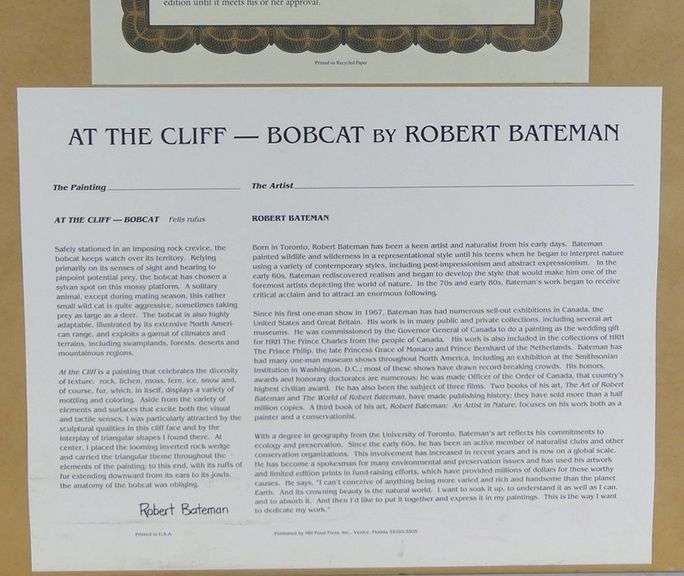 edition until it meets his or her approval.
Printed on Recycled Paper
AT THE CLIFF — BOBCAT BY ROBERT BATEMAN
The Painting
AT THE CLIFF — BOBCAT Felis rufus
Safely stationed in an imposing rock crevice, the
bobcat keeps watch over its territory. Relying
primarily on its senses of sight and hearing to
pinpoint potential prey, the bobcat has chosen a
sylvan spot on this mossy platform. A solitary
animal, except during mating season, this rather
small wild cat is quite aggressive, sometimes taking
prey as large as a deer. The bobcat is also highly
adaptable, illustrated by its extensive North Ameri-
can range, and exploits a gamut of climates and
terrains, including swamplands, forests, deserts and
mountainous regions.
At the Cliff is a painting that celebrates the diversity
of texture: rock, lichen, moss, fern, ice, snow and,
of course, fur, which, in itself, displays a variety of
mottling and coloring. Aside from the variety of
elements and surfaces that excite both the visual
and tactile senses, I was particularly attracted by the
sculptural qualities in this cliff face and by the
interplay of triangular shapes I found there. At
center, I placed the looming inverted rock wedge
and carried the triangular theme throughout the
elements of the painting; to this end, with its ruffs of
fur extending downward from its ears to its jowls,
the anatomy of the bobcat was obliging.
Robert Bateman
Printed in U.S.A.
The Artist
ROBERT BATEMAN
Born in Toronto, Robert Bateman has been a keen artist and naturalist from his early days. Bateman
painted wildlife and wilderness in a representational style until his teens when he began to interpret nature
using a variety of contemporary styles, including post-impressionism and abstract expressionism. In the
early 60s, Bateman rediscovered realism and began to develop the style that would make him one of the
foremost artists depicting the world of nature. In the 70s and early 80s, Bateman's work began to receive
critical acclaim and to attract an enormous following.
Since his first one-man show in 1967, Bateman has had numerous sell-out exhibitions in Canada, the
United States and Great Britain. His work is in many public and private collections, including several art
museums. He was commissioned by the Governor General of Canada to do a painting as the wedding gift
for HRH The Prince Charles from the people of Canada. His work is also included in the collections of HRH
The Prince Philip, the late Princess Grace of Monaco and Prince Bernhard of the Netherlands. Bateman has
had many one-man museum shows throughout North America, including an exhibition at the Smithsonian
Institution in Washington, D.C.; most of these shows have drawn record breaking crowds. His honors,
awards and honorary doctorates are numerous; he was made Officer of the Order of Canada, that country's
highest civilian award. He has also been the subject of three films. Two books of his art, The Art of Robert
Bateman and The World of Robert Bateman, have made publishing history; they have sold more than a half
million copies. A third book of his art, Robert Bateman: An Artist in Nature, focuses on his work both as a
painter and a conservationist.
With a degree in geography from the University of Toronto, Bateman's art reflects his commitments to
ecology and preservation. Since the early 60s, he has been an active member of naturalist clubs and other
conservation organizations. This involvement has increased in recent years and is now on a global scale.
He has become a spokesman for many environmental and preservation issues and has used his artwork
and limited edition prints in fund-raising efforts, which have provided millions of dollars for these worthy
causes. He says, "I can't conceive of anything being more varied and rich and handsome than the planet
Earth. And its crowning beauty is the natural world. I want to soak it up, to understand it as well as I can,
and to absorb it. And then I'd like to put it together and express it in my paintings. This is the way I want
to dedicate my work."
Published by Mill Pond Press, Inc., Venice, Florida